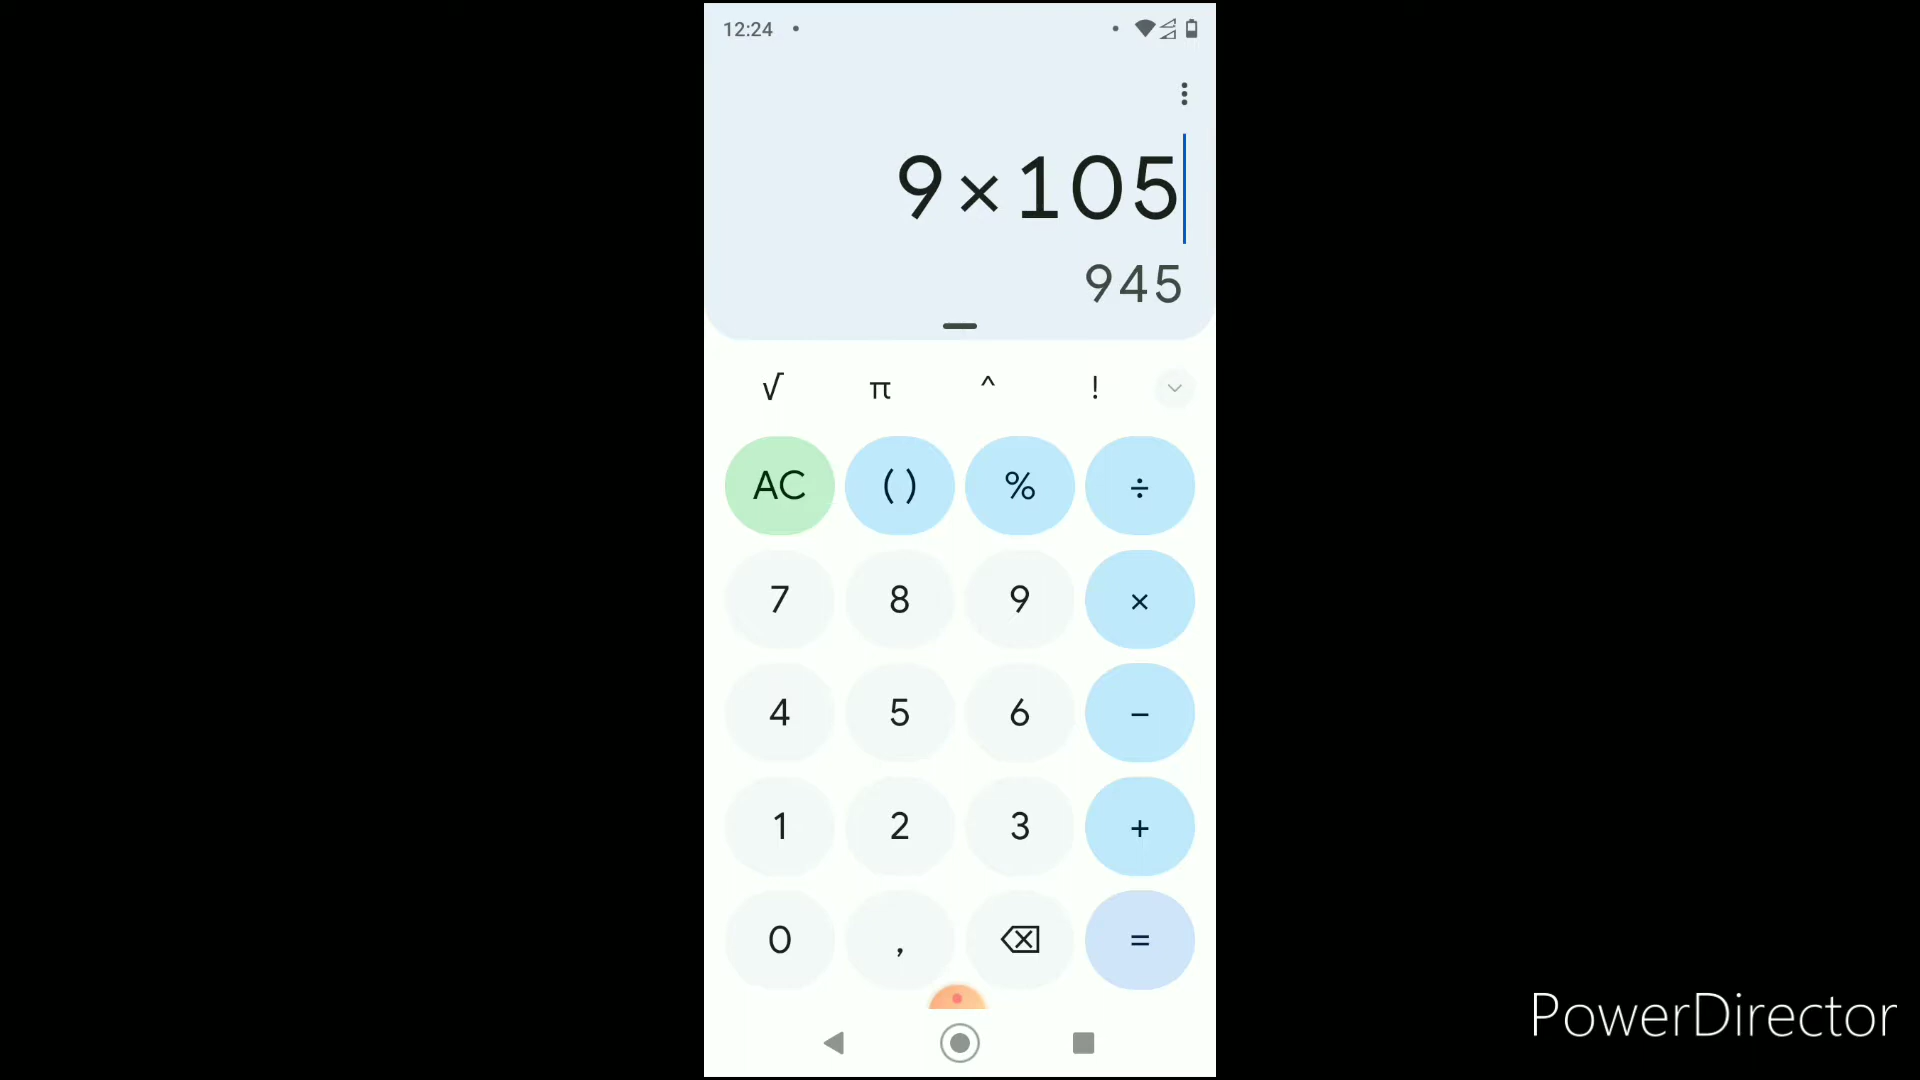 12:24
9×105
945
√ π ^ !
AC ( ) % ÷
7 8 9 ×
4 5 6 −
1 2 3 +
0 , =
PowerDirector